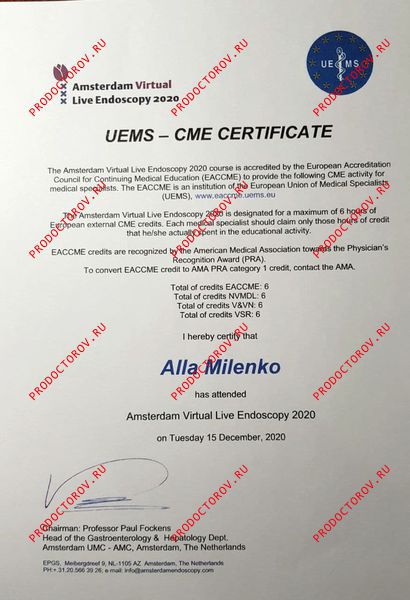 Amsterdam Virtual
Live Endoscopy 2020
UE MS
UEMS – CME CERTIFICATE
The Amsterdam Virtual Live Endoscopy 2020 course is accredited by the European Accreditation
Council for Continuing Medical Education (EACCME) to provide the following CME activity for
medical specialists. The EACCME is an institution of the European Union of Medical Specialists
(UEMS), www.eaccme.uems.eu
The Amsterdam Virtual Live Endoscopy 2020 is designated for a maximum of 6 hours of
European external CME credits. Each medical specialist should claim only those hours of credit
that he/she actually spent in the educational activity.
EACCME credits are recognized by the American Medical Association towards the Physician's
Recognition Award (PRA).
To convert EACCME credit to AMA PRA category 1 credit, contact the AMA.
Total of credits EACCME: 6
Total of credits NVMDL: 6
Total of credits V&VN: 6
Total of credits VSR: 6
I hereby certify that
Alla Milenko
has attended
Amsterdam Virtual Live Endoscopy 2020
on Tuesday 15 December, 2020
Chairman: Professor Paul Fockens
Head of the Gastroenterology & Hepatology Dept.
Amsterdam UMC - AMC, Amsterdam, The Netherlands
EPGS, Meibergdreef 9, NL-1105 AZ Amsterdam, The Netherlands
PH.+.31.20.566 39 26; e-mail: info@amsterdamendoscopy.com
PRODOCTOROV.RU